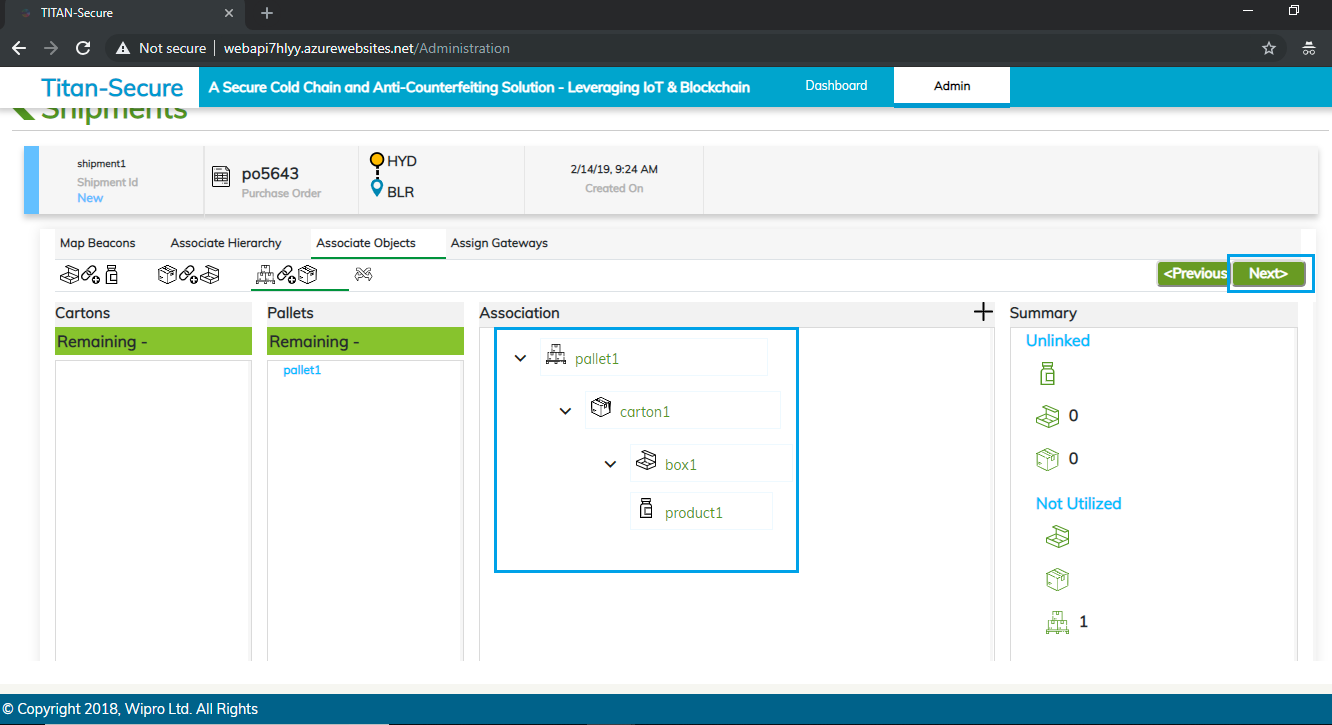 TITAN-Secure
Not secure | webapi7hlyy.azurewebsites.net/Administration
Titan-Secure
A Secure Cold Chain and Anti-Counterfeiting Solution - Leveraging IoT & Blockchain
Dashboard
Admin
Shipments
shipment1
Shipment Id
New
po5643
Purchase Order
HYD
BLR
2/14/19, 9:24 AM
Created On
Map Beacons
Associate Hierarchy
Associate Objects
Assign Gateways
<Previous
Next>
Cartons
Remaining -
Pallets
Remaining -
pallet1
Association
pallet1
carton1
box1
product1
Summary
Unlinked
0
0
Not Utilized
1
© Copyright 2018, Wipro Ltd. All Rights